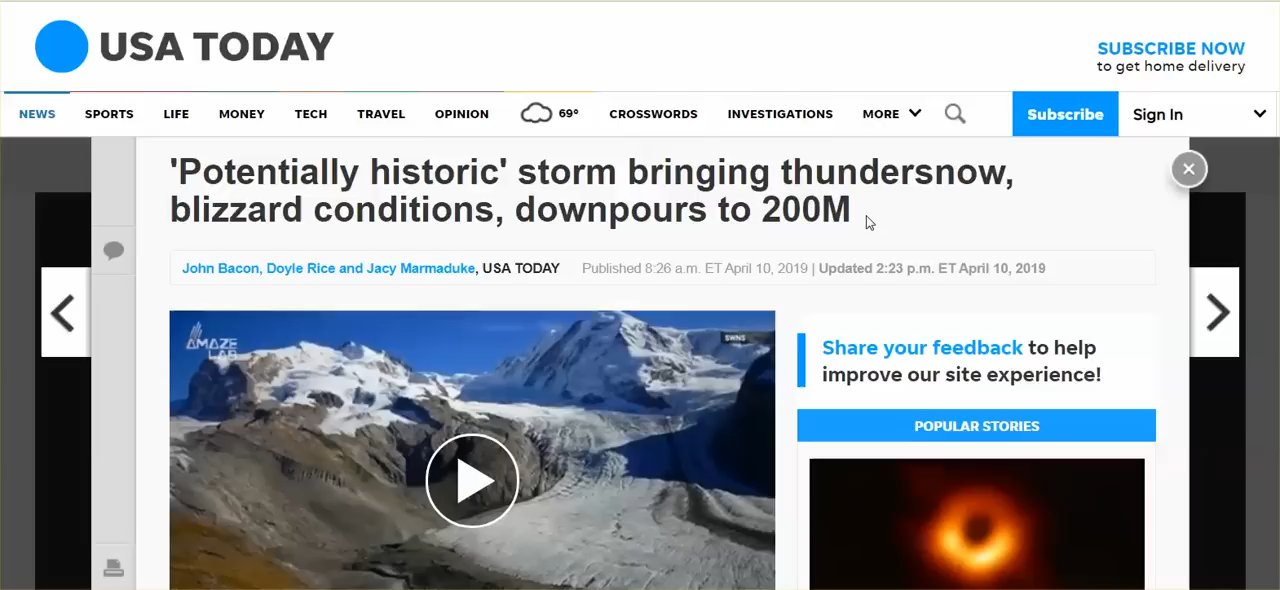 USA TODAY
SUBSCRIBE NOW
to get home delivery
NEWS SPORTS LIFE MONEY TECH TRAVEL OPINION 69° CROSSWORDS INVESTIGATIONS MORE Subscribe Sign In
'Potentially historic' storm bringing thundersnow,
blizzard conditions, downpours to 200M
John Bacon, Doyle Rice and Jacy Marmaduke, USA TODAY Published 8:26 a.m. ET April 10, 2019 | Updated 2:23 p.m. ET April 10, 2019
AMAZE
LAB
SWNS
Share your feedback to help
improve our site experience!
POPULAR STORIES